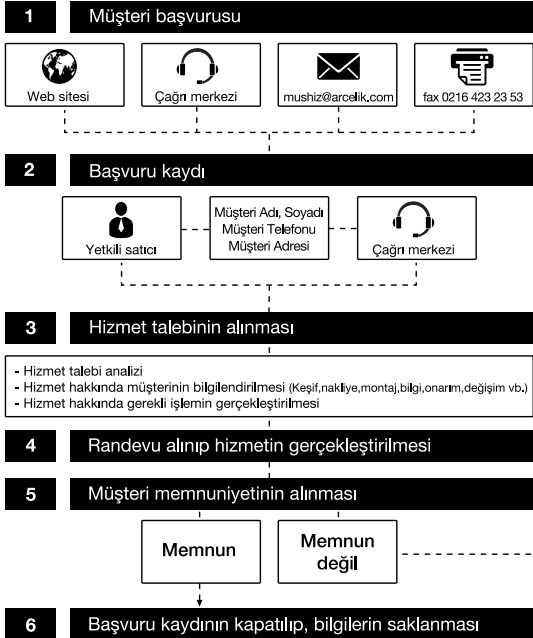 1 Müşteri başvurusu
Web sitesi
Çağrı merkezi
mushiz@arcelik.com
fax 0216 423 23 53
2 Başvuru kaydı
Yetkili satıcı
Müşteri Adı, Soyadı
Müşteri Telefonu
Müşteri Adresi
Çağrı merkezi
3 Hizmet talebinin alınması
- Hizmet talebi analizi
- Hizmet hakkında müşterinin bilgilendirilmesi (Keşif,nakliye,montaj,bilgi,onarım,değişim vb.)
- Hizmet hakkında gerekli işlemin gerçekleştirilmesi
4 Randevu alınıp hizmetin gerçekleştirilmesi
5 Müşteri memnuniyetinin alınması
Memnun
Memnun
değil
6 Başvuru kaydının kapatılıp, bilgilerin saklanması